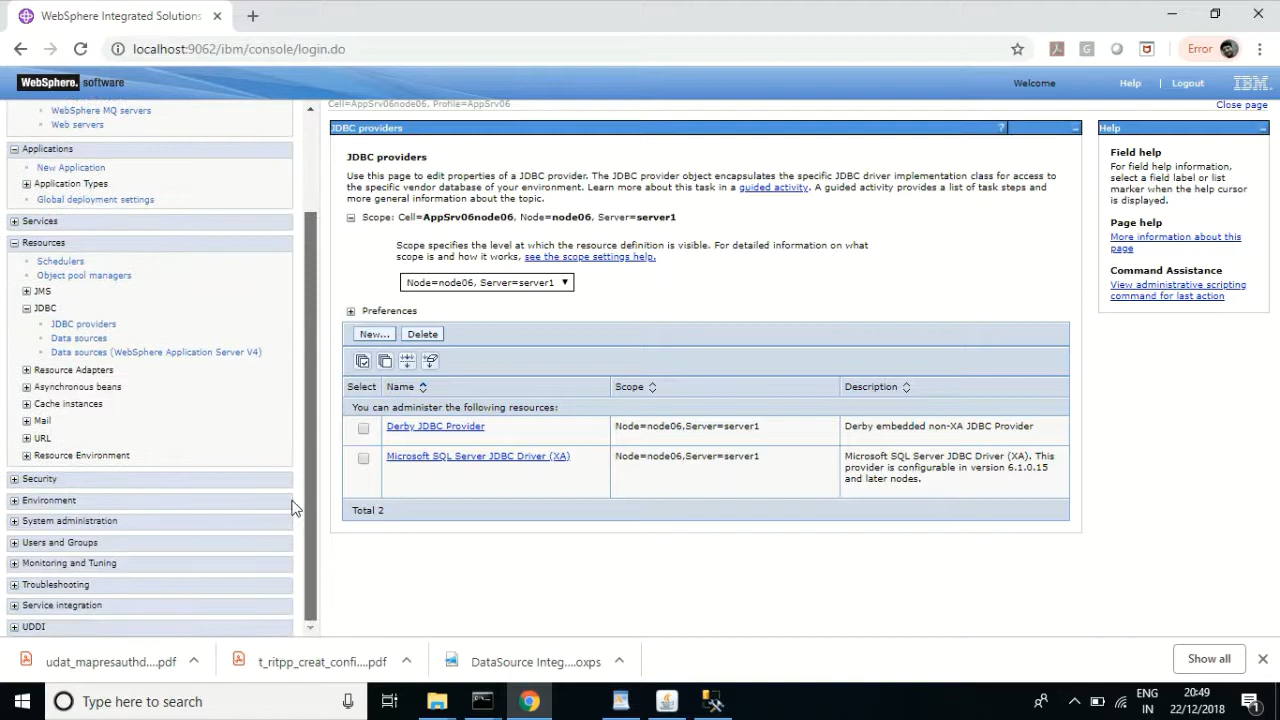 WebSphere Integrated Solutions
localhost:9062/ibm/console/login.do
Error
WebSphere. software
Welcome
Help
Logout
IBM
WebSphere MQ servers
Web servers
Applications
New Application
Application Types
Global deployment settings
Services
Resources
Schedulers
Object pool managers
JMS
JDBC
JDBC providers
Data sources
Data sources (WebSphere Application Server V4)
Resource Adapters
Asynchronous beans
Cache instances
Mail
URL
Resource Environment
Security
Environment
System administration
Users and Groups
Monitoring and Tuning
Troubleshooting
Service integration
UDDI
Cell=AppSrv06node06, Profile=AppSrv06
Close page
JDBC providers
?
JDBC providers
Use this page to edit properties of a JDBC provider. The JDBC provider object encapsulates the specific JDBC driver implementation class for access to
the specific vendor database of your environment. Learn more about this task in a guided activity. A guided activity provides a list of task steps and
more general information about the topic.
Scope: Cell=AppSrv06node06, Node=node06, Server=server1
Scope specifies the level at which the resource definition is visible. For detailed information on what
scope is and how it works, see the scope settings help.
Node=node06, Server=server1
Preferences
New... Delete
Select Name Scope Description
You can administer the following resources:
Derby JDBC Provider Node=node06,Server=server1 Derby embedded non-XA JDBC Provider
Microsoft SQL Server JDBC Driver (XA) Node=node06,Server=server1 Microsoft SQL Server JDBC Driver (XA). This
provider is configurable in version 6.1.0.15
and later nodes.
Total 2
Help
Field help
For field help information,
select a field label or list
marker when the help cursor
is displayed.
Page help
More information about this
page
Command Assistance
View administrative scripting
command for last action
udat_mapresauthd....pdf
t_ritpp_creat_confi....pdf
DataSource Integ....oxps
Show all
Type here to search
ENG
IN
20:49
22/12/2018
1